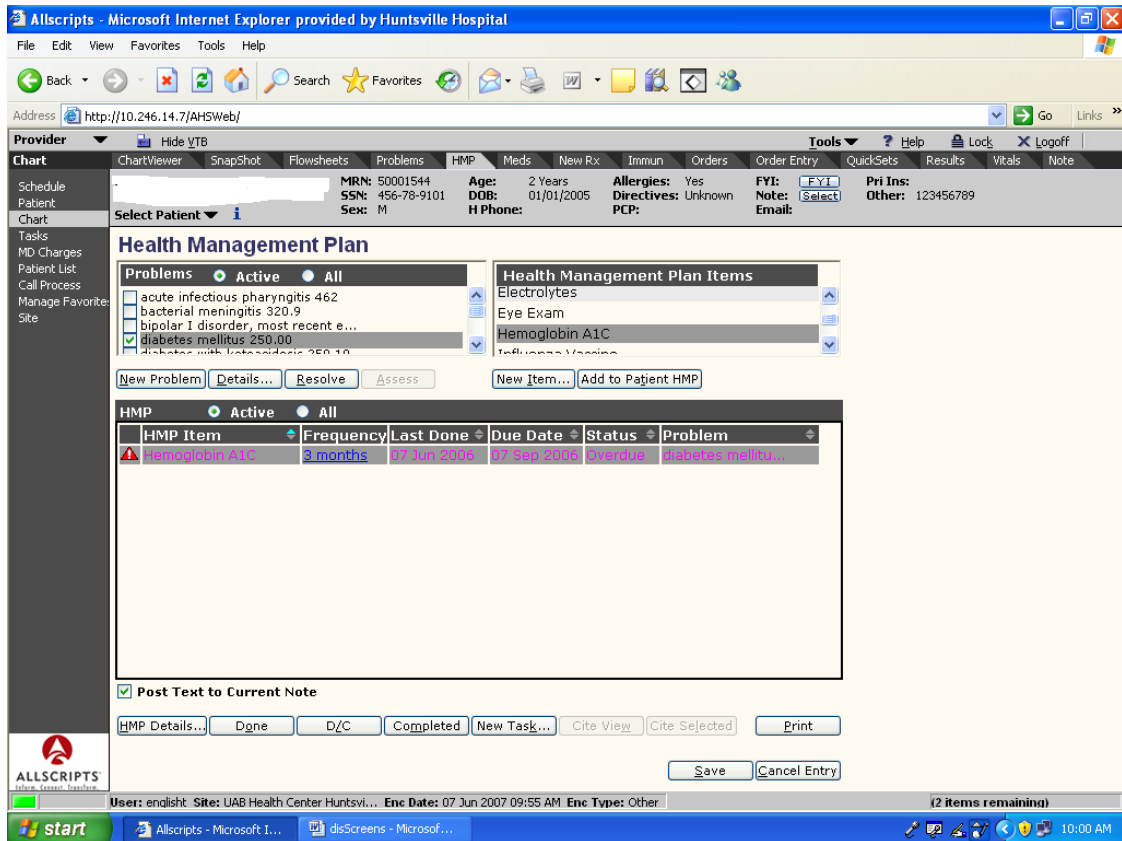 Allscripts - Microsoft Internet Explorer provided by Huntsville Hospital
File Edit View Favorites Tools Help
Back Search Favorites
Address http://10.246.14.7/AHSWeb/ Go Links »
Provider Hide VTB Tools ? Help Lock X Logoff
Chart ChartViewer SnapShot Flowsheets Problems HMP Meds New Rx Immun Orders Order Entry QuickSets Results Vitals Note
Schedule
Patient
Chart
Tasks
MD Charges
Patient List
Call Process
Manage Favorite
Site
MRN: 50001544 Age: 2 Years Allergies: Yes FYI: FYI Pri Ins:
SSN: 456-78-9101 DOB: 01/01/2005 Directives: Unknown Note: Select Other: 123456789
Select Patient i Sex: M H Phone: PCP: Email:
Health Management Plan
Problems Active All
acute infectious pharyngitis 462
bacterial meningitis 320.9
bipolar I disorder, most recent e...
diabetes mellitus 250.00
diabetes with ketoacidosis 250.10
Health Management Plan Items
Electrolytes
Eye Exam
Hemoglobin A1C
Influenza Vaccine
New Problem Details... Resolve Assess New Item... Add to Patient HMP
HMP Active All
HMP Item Frequency Last Done Due Date Status Problem
Hemoglobin A1C 3 months 07 Jun 2006 07 Sep 2006 Overdue diabetes mellitu...
Post Text to Current Note
HMP Details... Done D/C Completed New Task... Cite View Cite Selected Print
Save Cancel Entry
ALLSCRIPTS
Inform. Connect. Transform.
User: englisht Site: UAB Health Center Huntsvi... Enc Date: 07 Jun 2007 09:55 AM Enc Type: Other (2 items remaining)
start Allscripts - Microsoft I... disScreens - Microsof... 10:00 AM